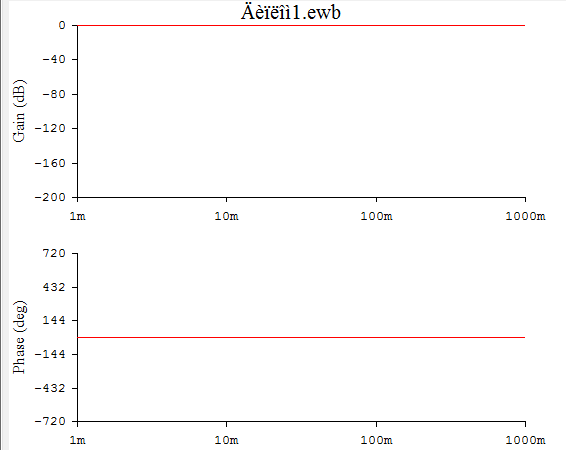 Äèïëîì1.ewb
Gain (dB)
0
-40
-80
-120
-160
-200
1m 10m 100m 1000m
Phase (deg)
720
432
144
-144
-432
-720
1m 10m 100m 1000m